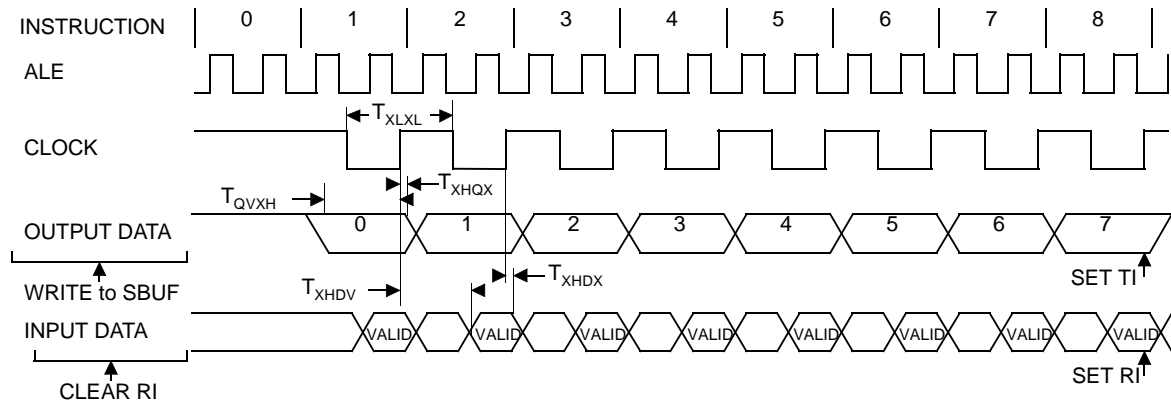 INSTRUCTION 0 1 2 3 4 5 6 7 8
ALE
T_XLXL
CLOCK
T_XHQX
T_QVXH
OUTPUT DATA 0 1 2 3 4 5 6 7
T_XHDX
SET TI
T_XHDV
WRITE to SBUF
INPUT DATA VALID VALID VALID VALID VALID VALID VALID VALID
SET RI
CLEAR RI